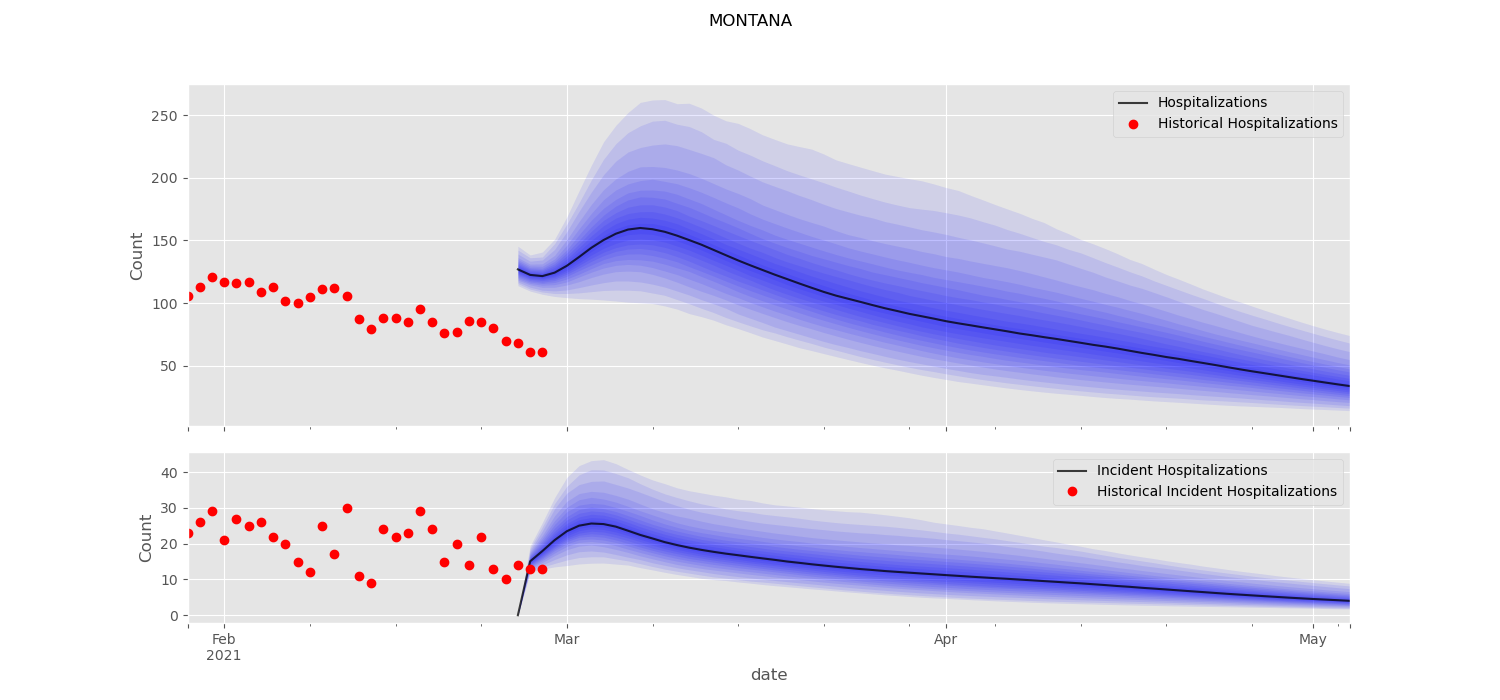 MONTANA
250
200
150
100
50
Count
Hospitalizations
Historical Hospitalizations
40
30
20
10
0
Count
Incident Hospitalizations
Historical Incident Hospitalizations
Feb
2021
Mar
Apr
May
date